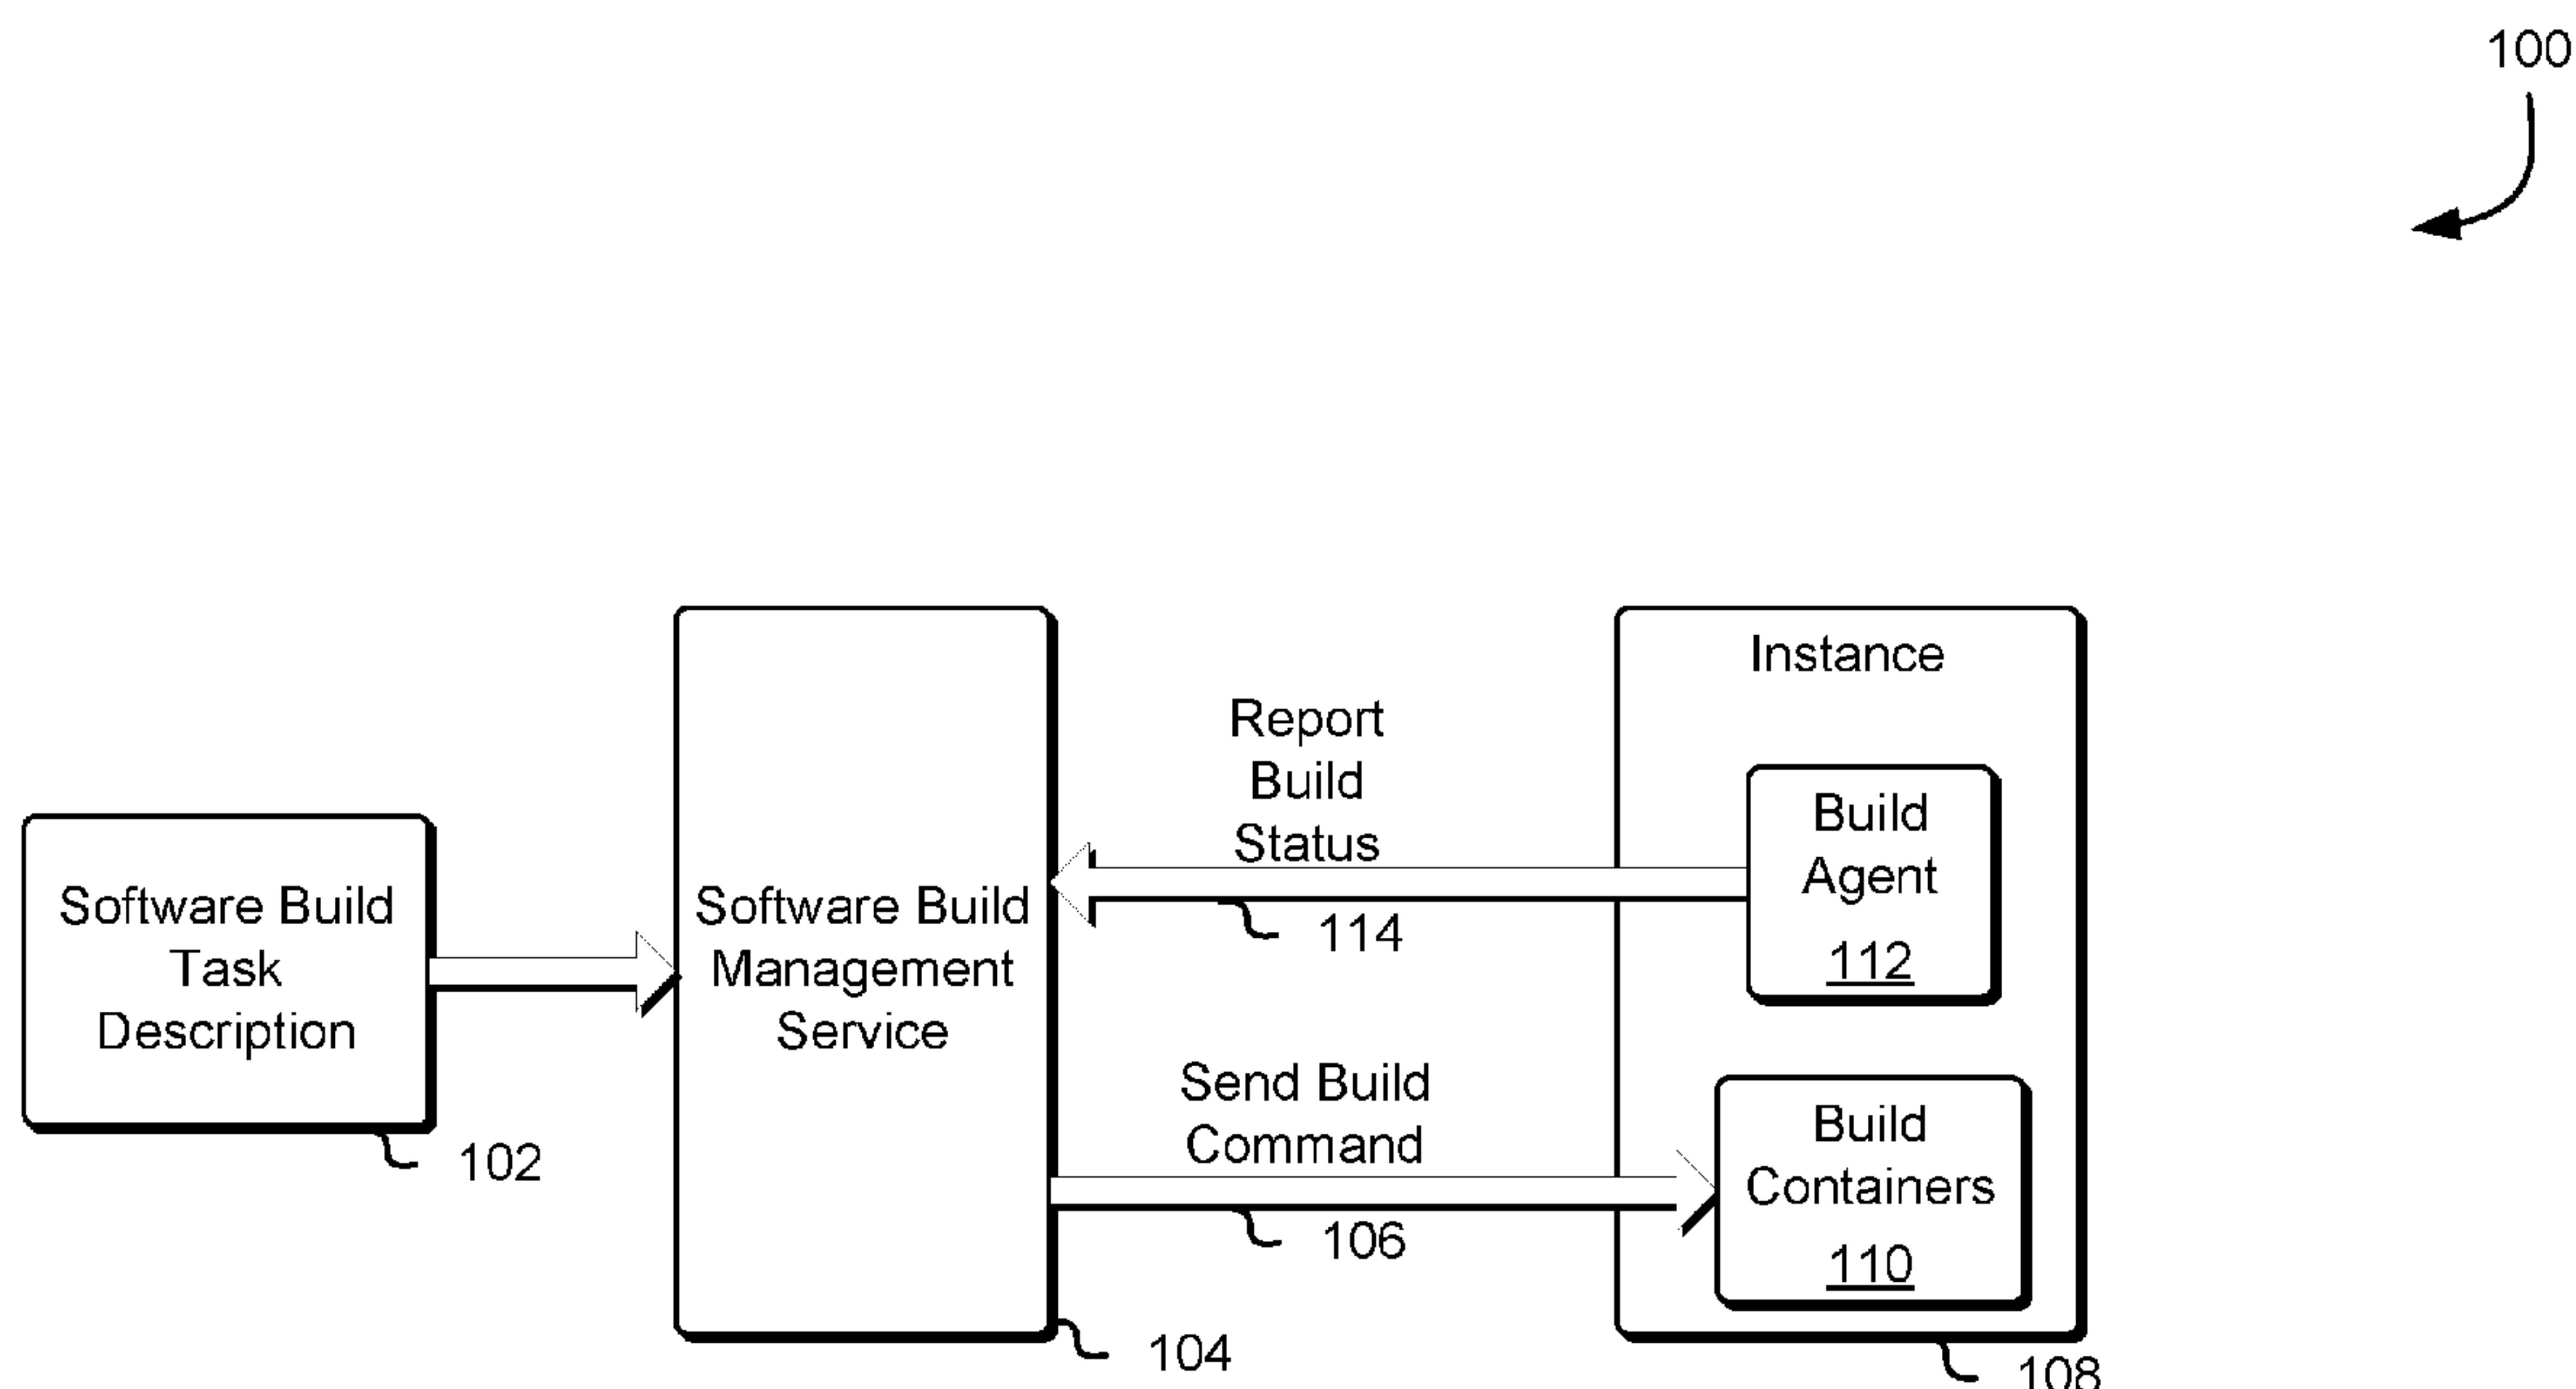 100
Software Build
Task
Description
102
Software Build
Management
Service
104
Report
Build
Status
114
Send Build
Command
106
Instance
Build
Agent
112
Build
Containers
110
108